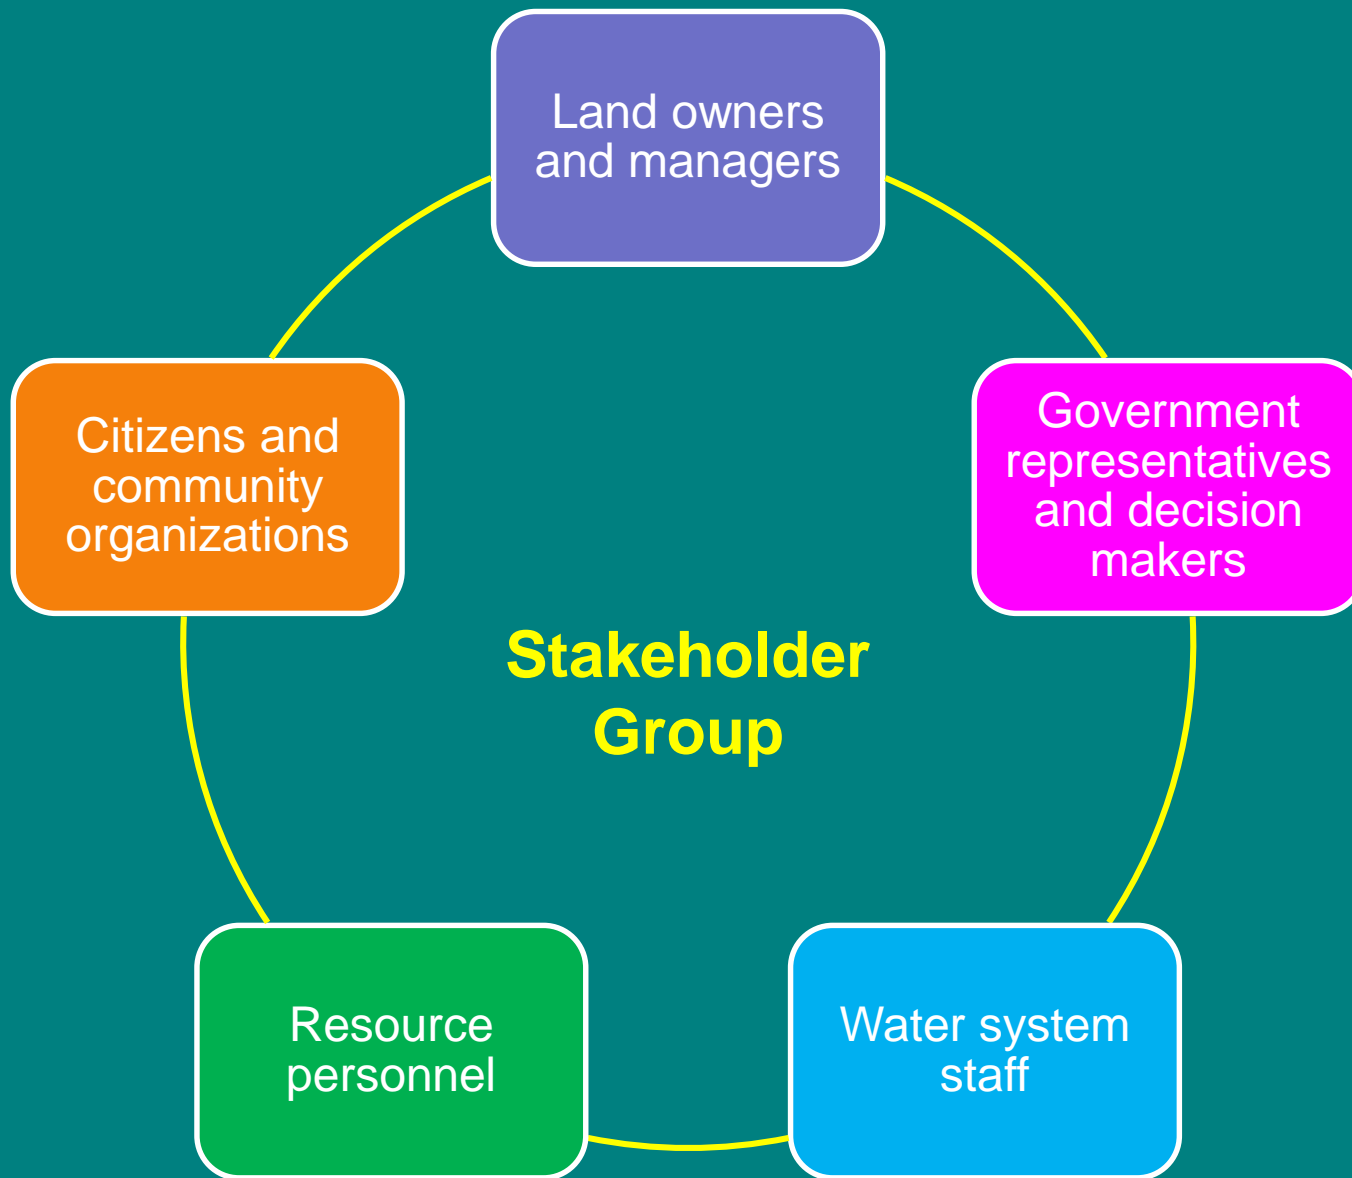 Land owners
and managers
Citizens and
community
organizations
Government
representatives
and decision
makers
Stakeholder
Group
Resource
personnel
Water system
staff